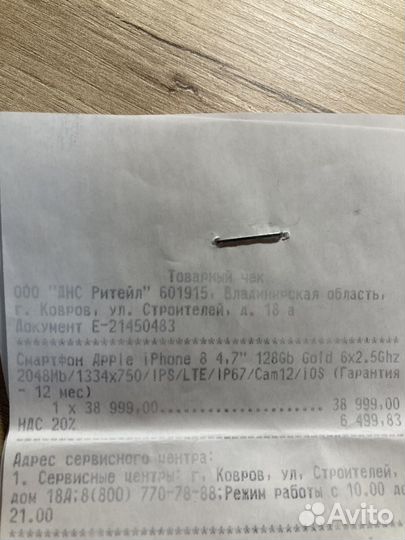 Товарный чек
ООО "ДНС Ритейл" 601915, Владимирская область,
г. Ковров, ул. Строителей, д. 18 а
Документ Е-21450483
************************************************
Смартфон Apple iPhone 8 4,7" 128Gb Gold 6x2.5Ghz
2048Mb/1334x750/IPS/LTE/IP67/Cam12/iOS (Гарантия
- 12 мес)
1 x 38 999,00...................... 38 999,00
НДС 20% 6 499,83
************************************************
Адрес сервисного центра:
1. Сервисные центры: г. Ковров, ул. Строителей,
дом 18Д;8(800) 770-78-88;Режим работы с 10.00 до
21.00
Avito